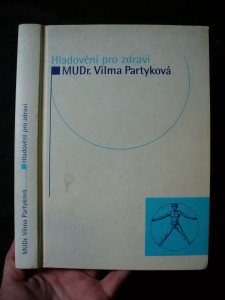 Hladovění pro zdraví
MUDr. Vilma Partyková
MUDr. Vilma Partyková
Hladovění pro zdraví